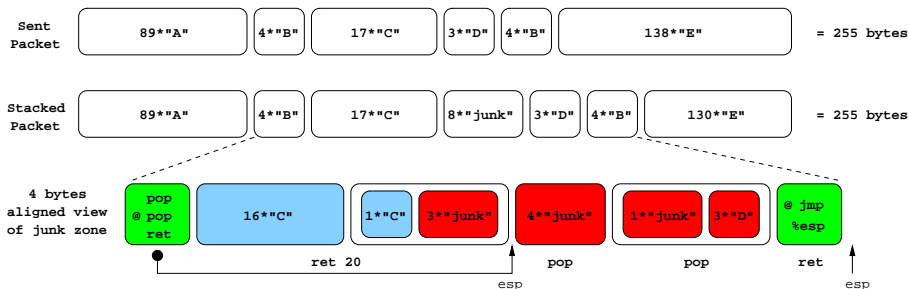 Sent
Packet
89*"A"
4*"B"
17*"C"
3*"D"
4*"B"
138*"E"
= 255 bytes
Stacked
Packet
89*"A"
4*"B"
17*"C"
8*"junk"
3*"D"
4*"B"
130*"E"
= 255 bytes
4 bytes
aligned view
of junk zone
pop
@ pop
ret
16*"C"
1*"C"
3*"junk"
4*"junk"
1*"junk"
3*"D"
@ jmp
%esp
ret 20
pop
pop
ret
esp
esp